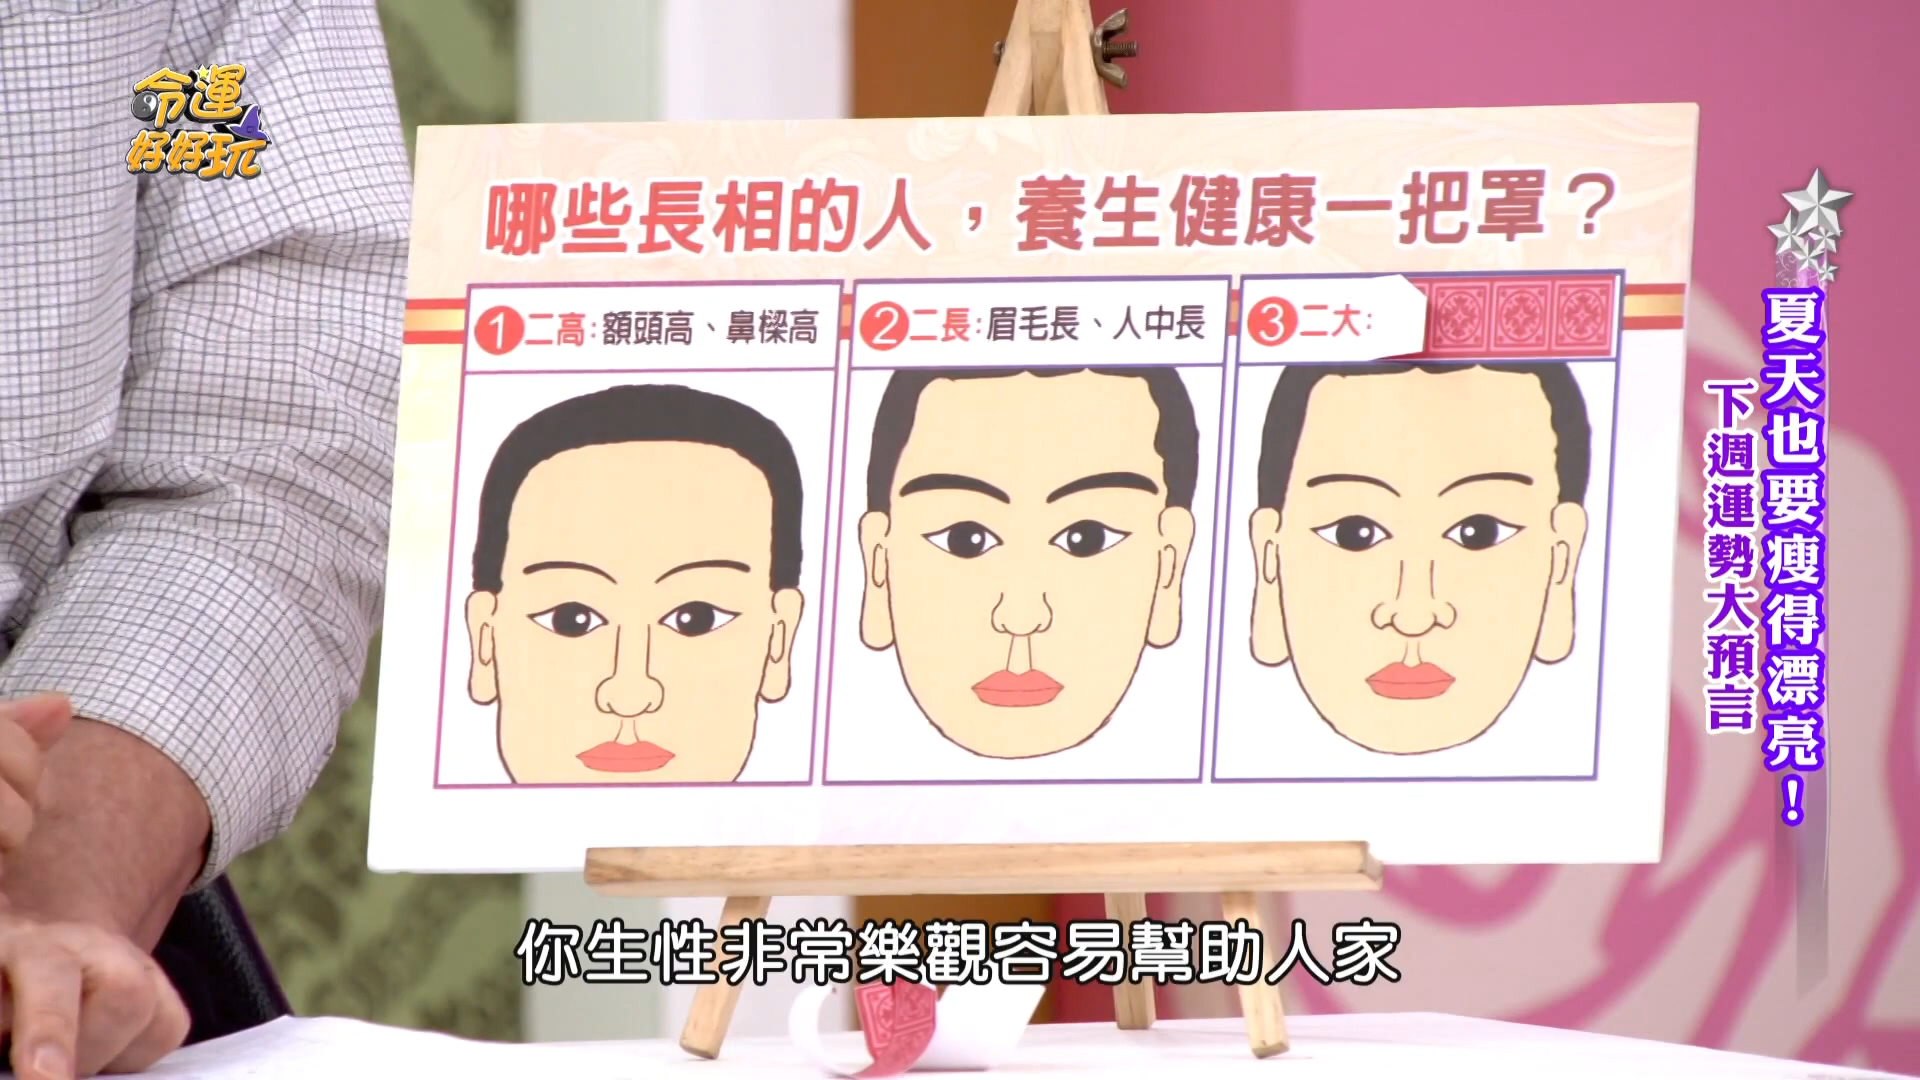 命運
好好玩
哪些長相的人，養生健康一把罩？
①二高：額頭高、鼻樑高
②二長：眉毛長、人中長
③二大：
夏天也要瘦得漂亮！
下週運勢大預言
你生性非常樂觀容易幫助人家